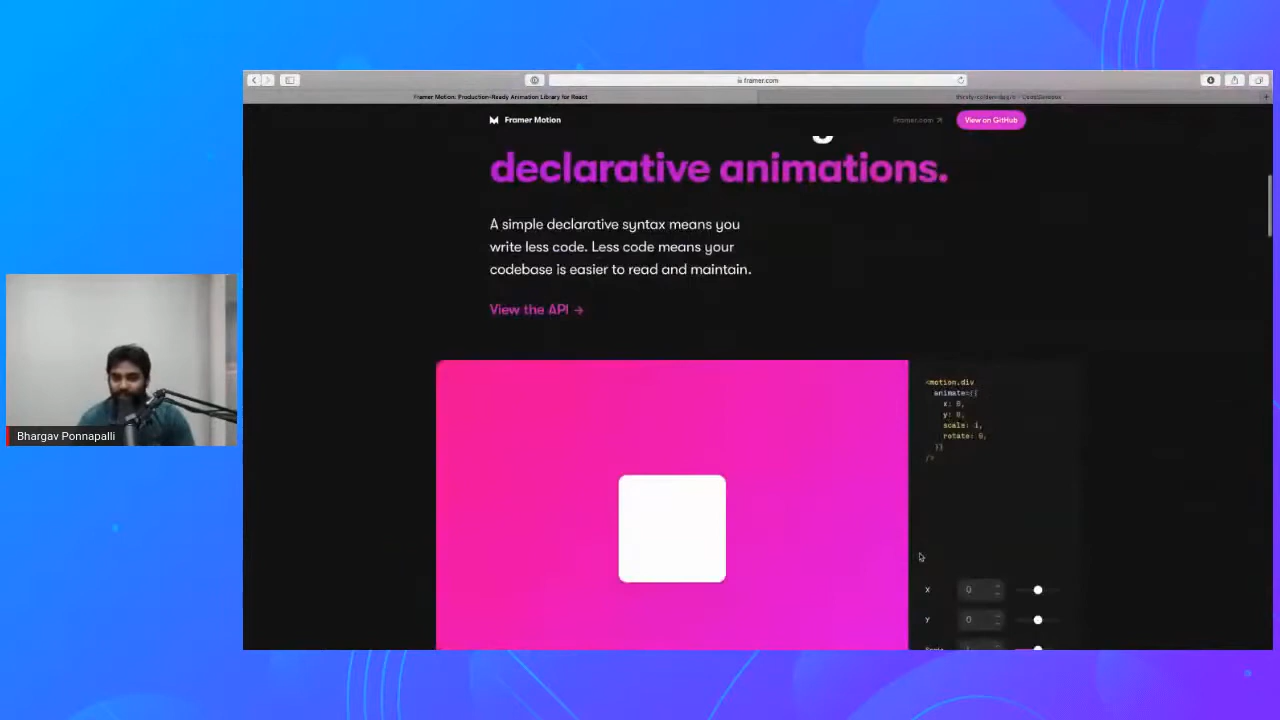 framer.com
Framer Motion: Production-Ready Animation Library for React
Framer Motion
Framer.com ↗
View on GitHub
declarative animations.
A simple declarative syntax means you
write less code. Less code means your
codebase is easier to read and maintain.
View the API →
<motion.div
animate={{
x: 0,
y: 0,
scale: 1,
rotate: 0,
}}
/>
X 0
Y 0
Bhargav Ponnapalli